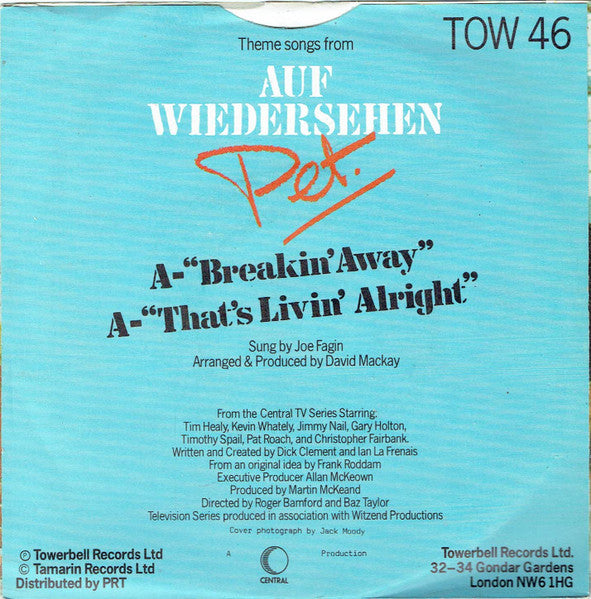 Theme songs from
TOW 46
AUF
WIEDERSEHEN
Pet.
A-“Breakin’ Away”
A-“That’s Livin’ Alright”
Sung by Joe Fagin
Arranged & Produced by David Mackay
From the Central TV Series Starring:
Tim Healy, Kevin Whately, Jimmy Nail, Gary Holton,
Timothy Spall, Pat Roach, and Christopher Fairbank.
Written and Created by Dick Clement and Ian La Frenais
From an original idea by Frank Roddam
Executive Producer Allan McKeown
Produced by Martin McKeand
Directed by Roger Bamford and Baz Taylor
Television Series produced in association with Witzend Productions
Cover photograph by Jack Moody
A
CENTRAL
Production
℗ Towerbell Records Ltd
© Tamarin Records Ltd
Distributed by PRT
Towerbell Records Ltd.
32–34 Gondar Gardens
London NW6 1HG